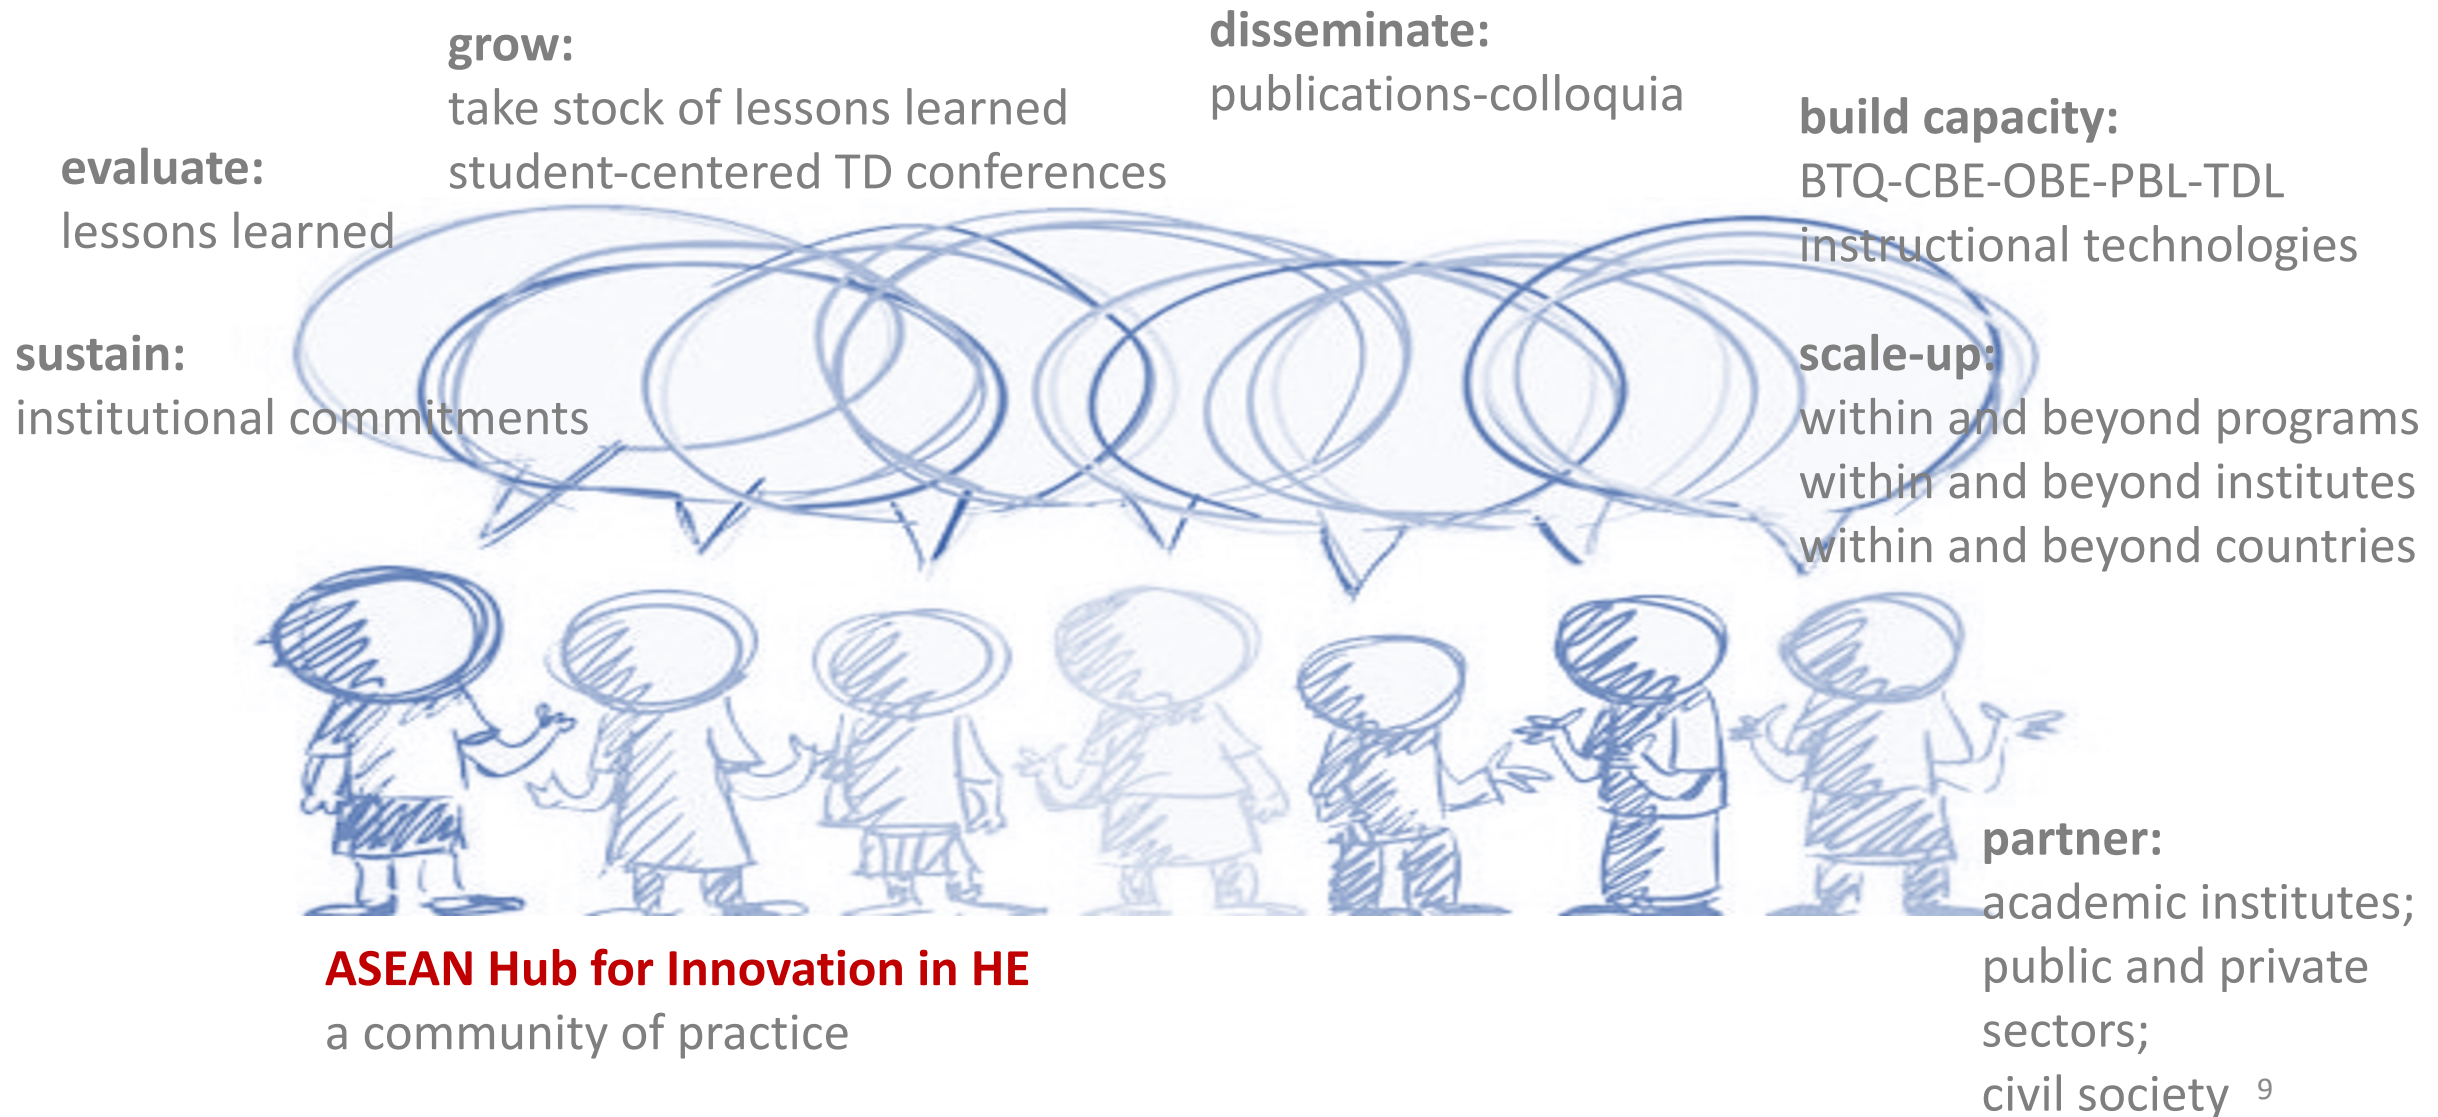 evaluate:
lessons learned
sustain:
institutional commitments
grow:
take stock of lessons learned
student-centered TD conferences
disseminate:
publications-colloquia
build capacity:
BTQ-CBE-OBE-PBL-TDL
instructional technologies
scale-up:
within and beyond programs
within and beyond institutes
within and beyond countries
partner:
academic institutes;
public and private
sectors;
civil society
ASEAN Hub for Innovation in HE
a community of practice
9